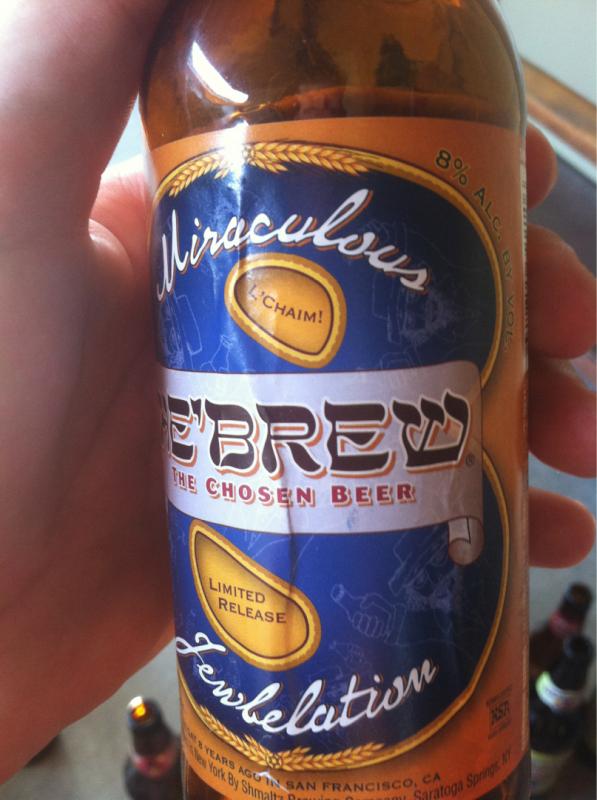 8% ALC. BY VOL.
Miraculous
L'CHAIM!
HE'BREW®
THE CHOSEN BEER
LIMITED
RELEASE
Jewbelation
8 YEARS AGO IN SAN FRANCISCO, CA
New York By Shmaltz Brewing Company, Saratoga Springs, NY
KSA